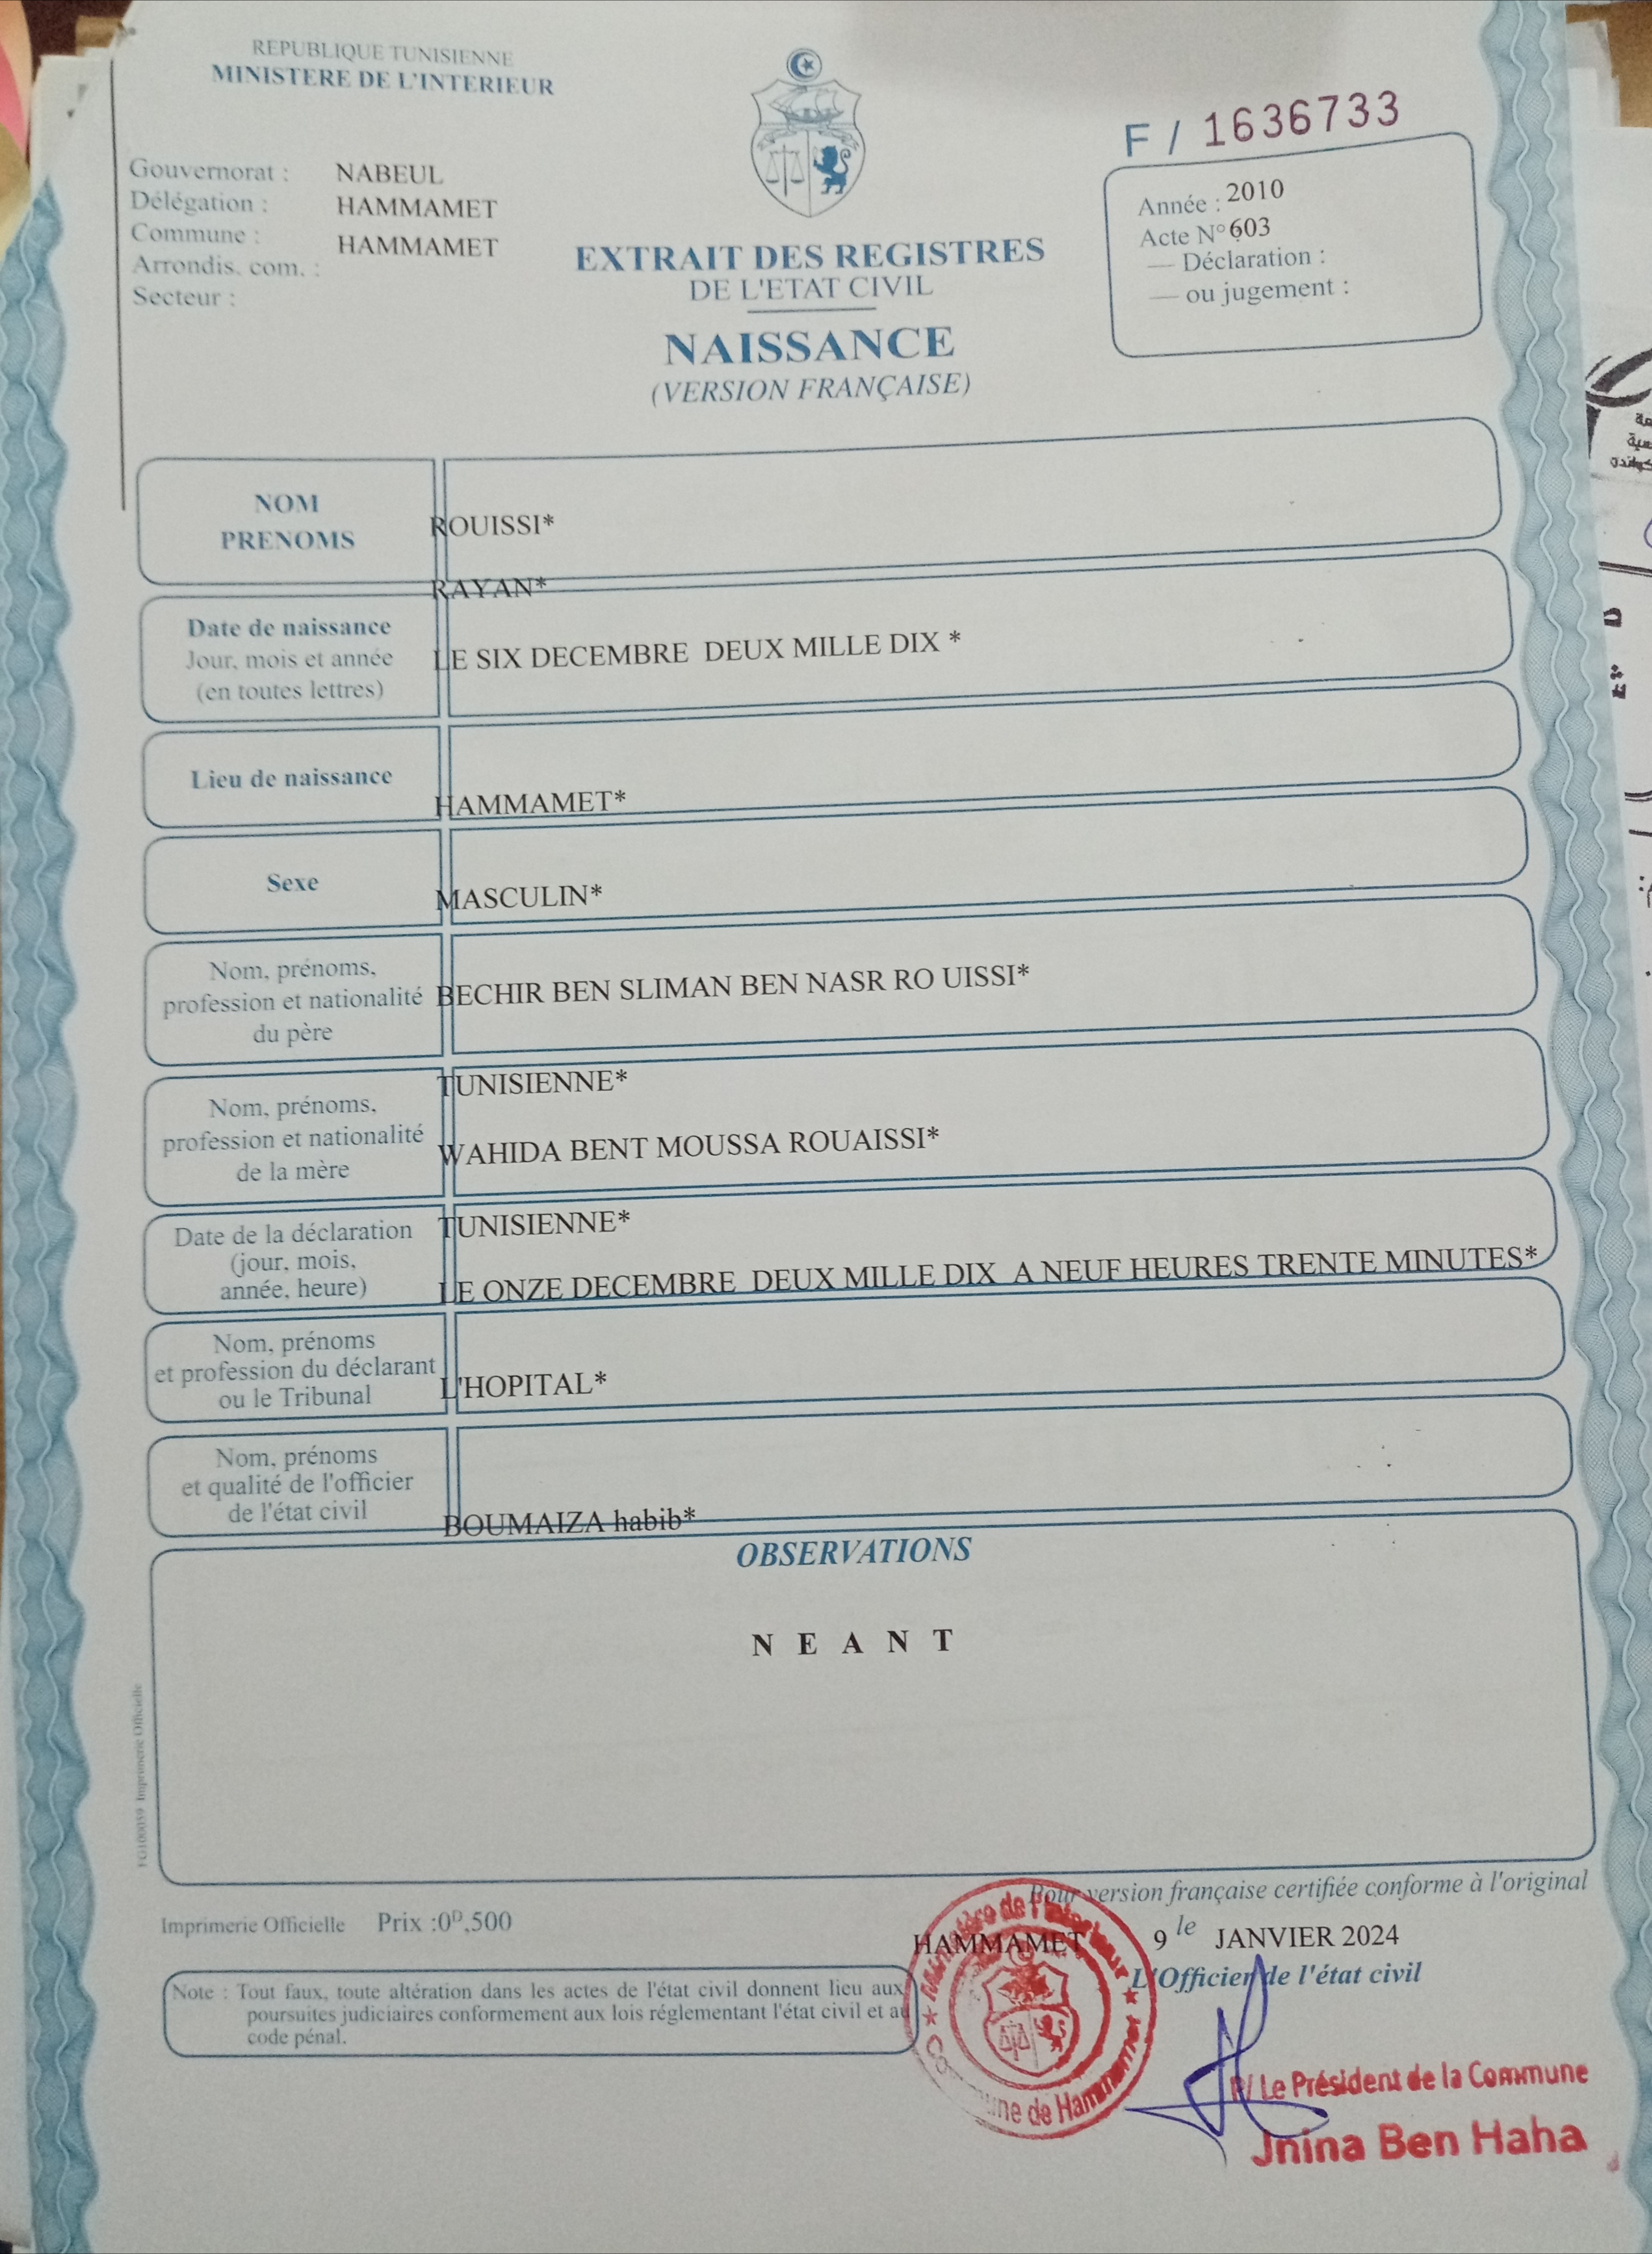 REPUBLIQUE TUNISIENNE
MINISTERE DE L'INTERIEUR
F / 1636733
Gouvernorat : NABEUL
Délégation : HAMMAMET
Commune : HAMMAMET
Arrondis. com. :
Secteur :
Année : 2010
Acte N° 603
— Déclaration :
— ou jugement :
EXTRAIT DES REGISTRES
DE L'ETAT CIVIL
NAISSANCE
(VERSION FRANÇAISE)
NOM
PRENOMS
ROUISSI*
RAYAN*
Date de naissance
Jour, mois et année
(en toutes lettres)
LE SIX DECEMBRE DEUX MILLE DIX *
Lieu de naissance
HAMMAMET*
Sexe
MASCULIN*
Nom, prénoms,
profession et nationalité
du père
BECHIR BEN SLIMAN BEN NASR RO UISSI*
TUNISIENNE*
Nom, prénoms,
profession et nationalité
de la mère
WAHIDA BENT MOUSSA ROUAISSI*
TUNISIENNE*
Date de la déclaration
(jour, mois,
année, heure)
LE ONZE DECEMBRE DEUX MILLE DIX A NEUF HEURES TRENTE MINUTES*
Nom, prénoms
et profession du déclarant
ou le Tribunal
L'HOPITAL*
Nom, prénoms
et qualité de l'officier
de l'état civil
BOUMAIZA habib*
OBSERVATIONS
N E A N T
Imprimerie Officielle
Pour version française certifiée conforme à l'original
Imprimerie Officielle Prix :0D,500
HAMMAMET 9 le JANVIER 2024
L'Officier de l'état civil
Note : Tout faux, toute altération dans les actes de l'état civil donnent lieu aux
poursuites judiciaires conformement aux lois réglementant l'état civil et au
code pénal.
Ministère de l'Intérieur
de Hammamet
P/ Le Président de la Commune
Jnina Ben Haha